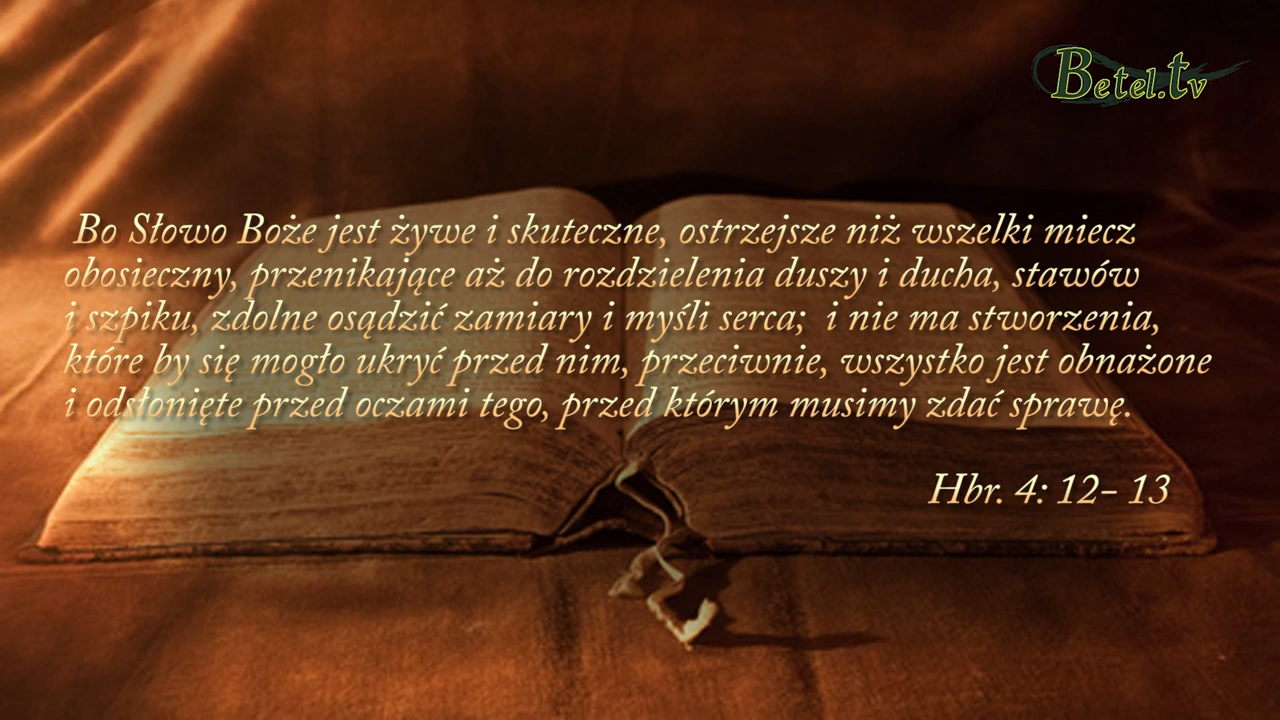 Betel.tv
Bo Słowo Boże jest żywe i skuteczne, ostrzejsze niż wszelki miecz
obosieczny, przenikające aż do rozdzielenia duszy i ducha, stawów
i szpiku, zdolne osądzić zamiary i myśli serca; i nie ma stworzenia,
które by się mogło ukryć przed nim, przeciwnie, wszystko jest obnażone
i odsłonięte przed oczami tego, przed którym musimy zdać sprawę.
Hbr. 4: 12- 13